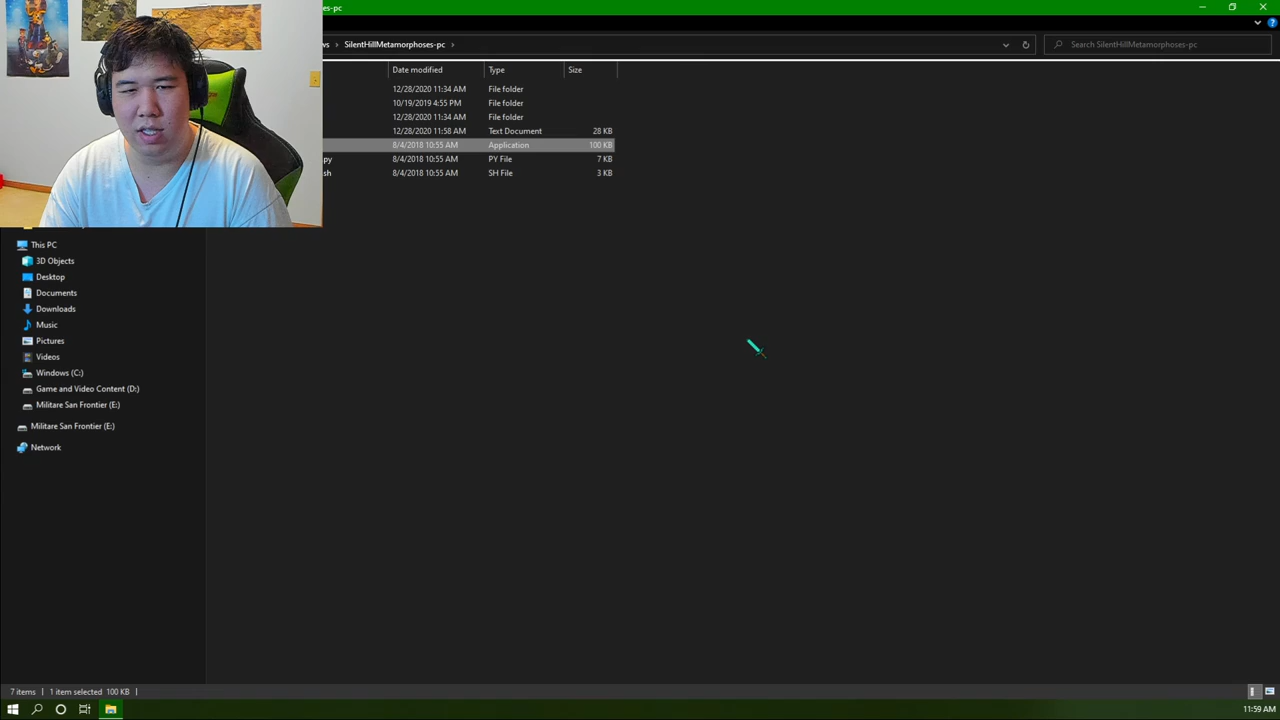 es-pc
ws > SilentHillMetamorphoses-pc >
Search SilentHillMetamorphoses-pc
Date modified Type Size
12/28/2020 11:34 AM File folder
10/19/2019 4:55 PM File folder
12/28/2020 11:34 AM File folder
12/28/2020 11:58 AM Text Document 28 KB
8/4/2018 10:55 AM Application 100 KB
py 8/4/2018 10:55 AM PY File 7 KB
sh 8/4/2018 10:55 AM SH File 3 KB
This PC
3D Objects
Desktop
Documents
Downloads
Music
Pictures
Videos
Windows (C:)
Game and Video Content (D:)
Militare San Frontier (E:)
Militare San Frontier (E:)
Network
7 items 1 item selected 100 KB
11:59 AM